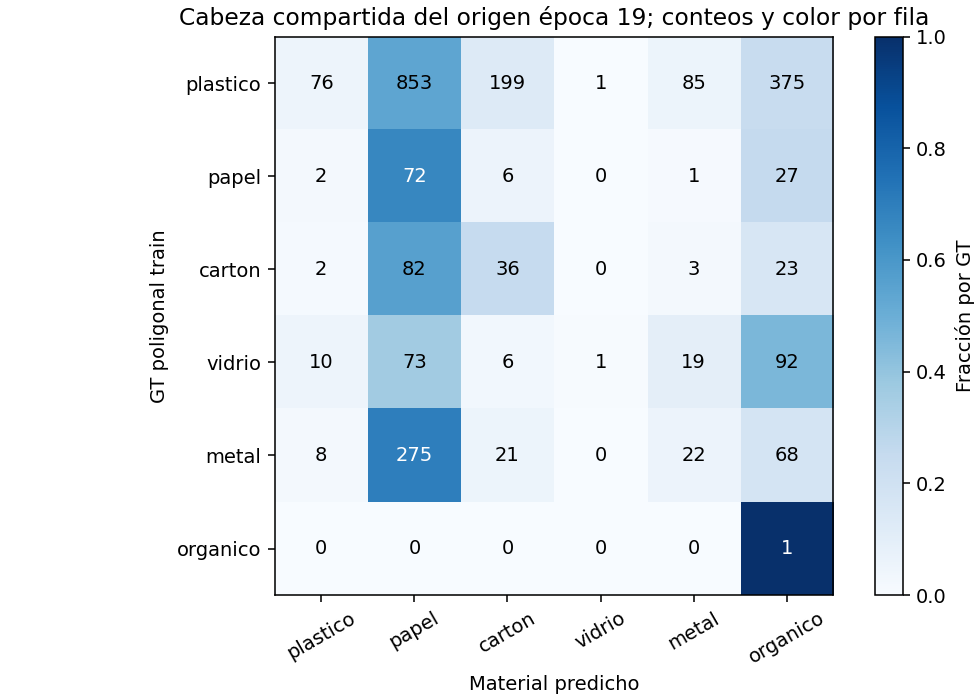 Cabeza compartida del origen época 19; conteos y color por fila
plastico 76 853 199 1 85 375
papel 2 72 6 0 1 27
carton 2 82 36 0 3 23
vidrio 10 73 6 1 19 92
metal 8 275 21 0 22 68
organico 0 0 0 0 0 1
plastico papel carton vidrio metal organico
Material predicho
GT poligonal train
1.0
0.8
0.6
0.4
0.2
0.0
Fracción por GT